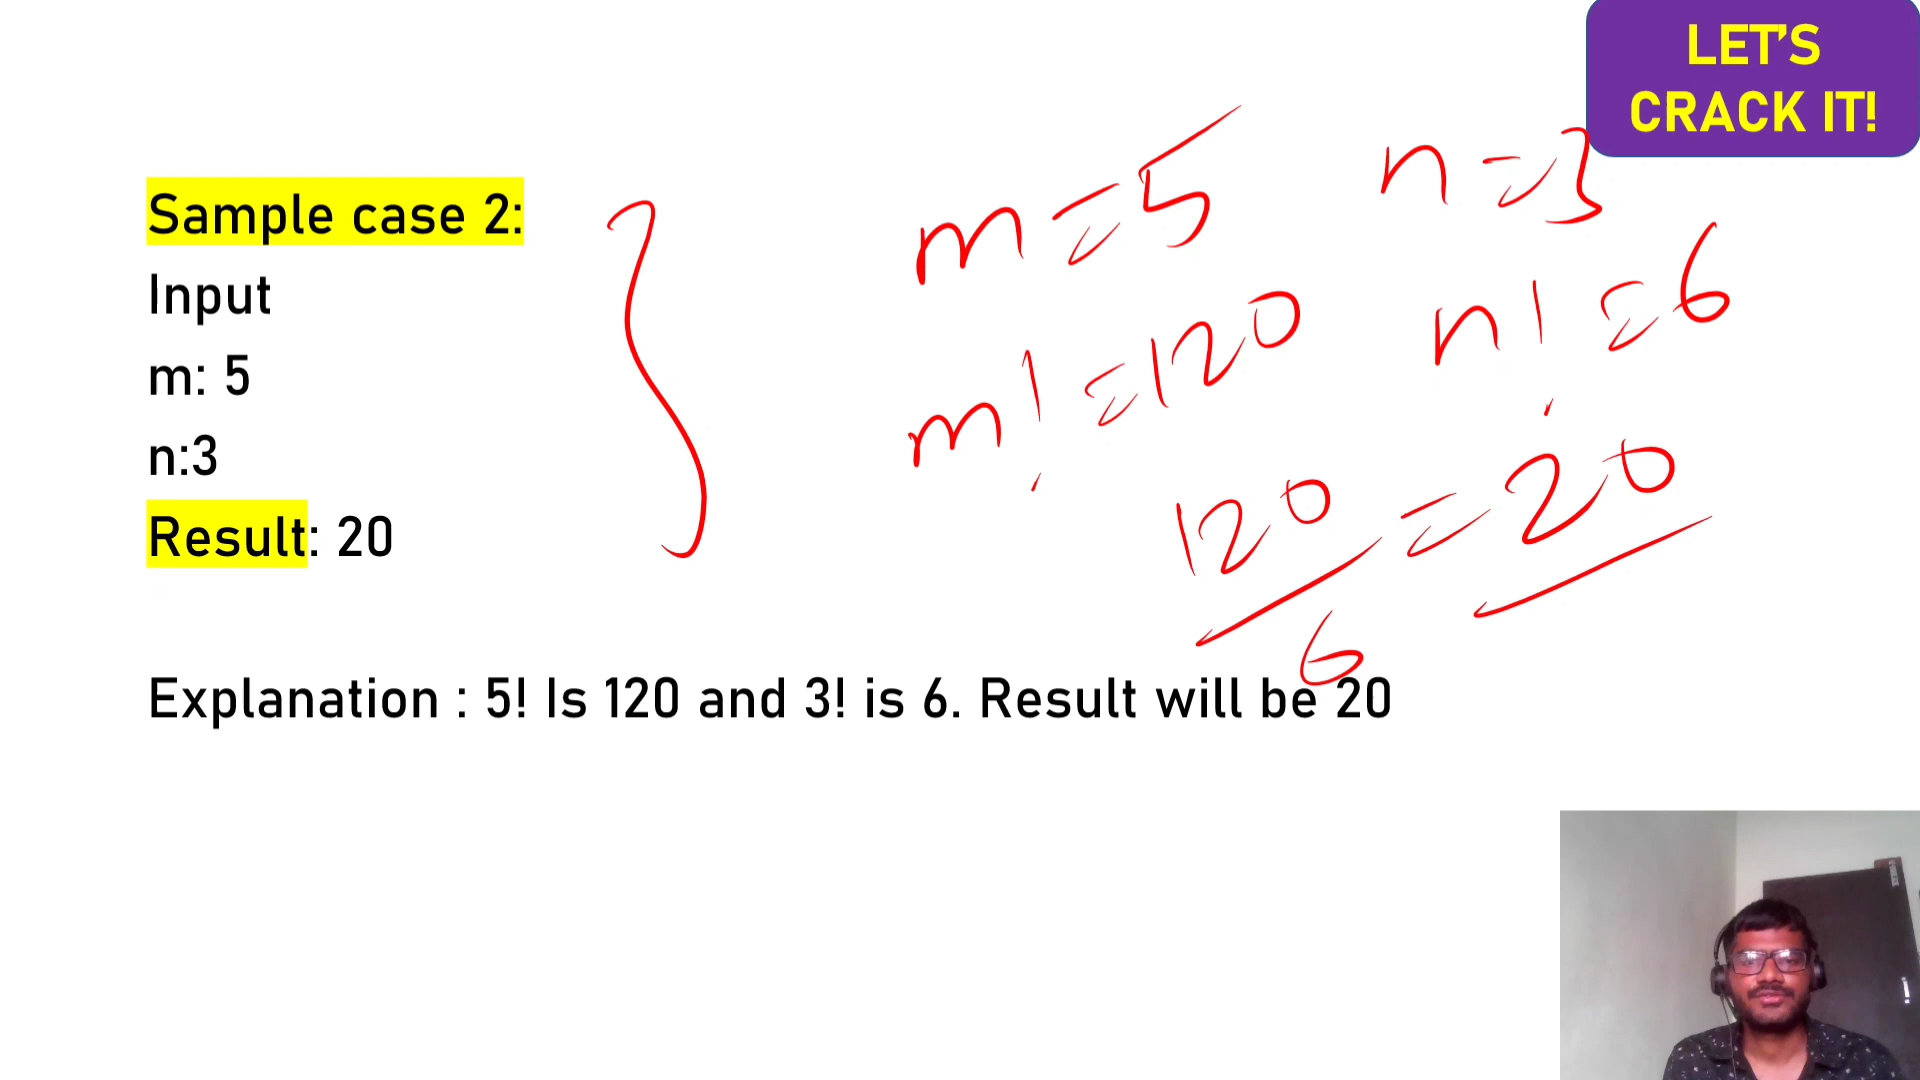 LET'S
CRACK IT!
Sample case 2:
Input
m: 5
n:3
Result: 20
m=5 n=3
m!=120 n!=6
120/6=20
Explanation : 5! Is 120 and 3! is 6. Result will be 20